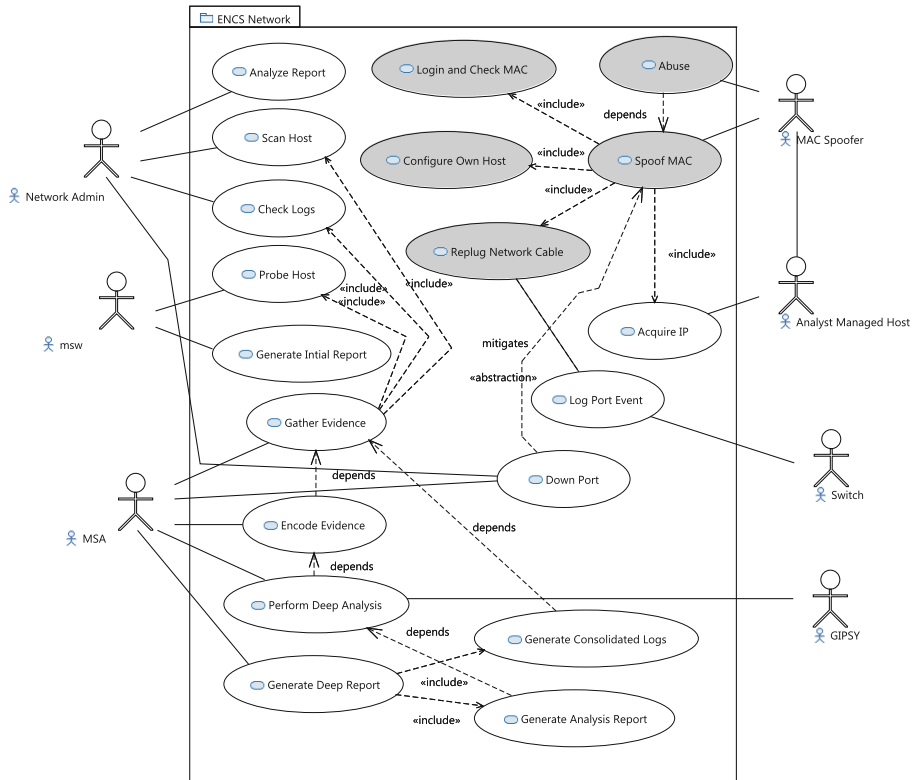 ENCS Network
Analyze Report
Login and Check MAC
Abuse
«include»
depends
Scan Host
MAC Spoofer
Configure Own Host
«include»
Spoof MAC
«include»
Network Admin
Check Logs
Replug Network Cable
«include»
Probe Host
«include»
«include»
«include»
Analyst Managed Host
Acquire IP
msw
mitigates
Generate Intial Report
«abstraction»
Log Port Event
Gather Evidence
depends
Down Port
Switch
Encode Evidence
depends
MSA
depends
Perform Deep Analysis
depends
Generate Consolidated Logs
GIPSY
«include»
Generate Deep Report
«include»
Generate Analysis Report